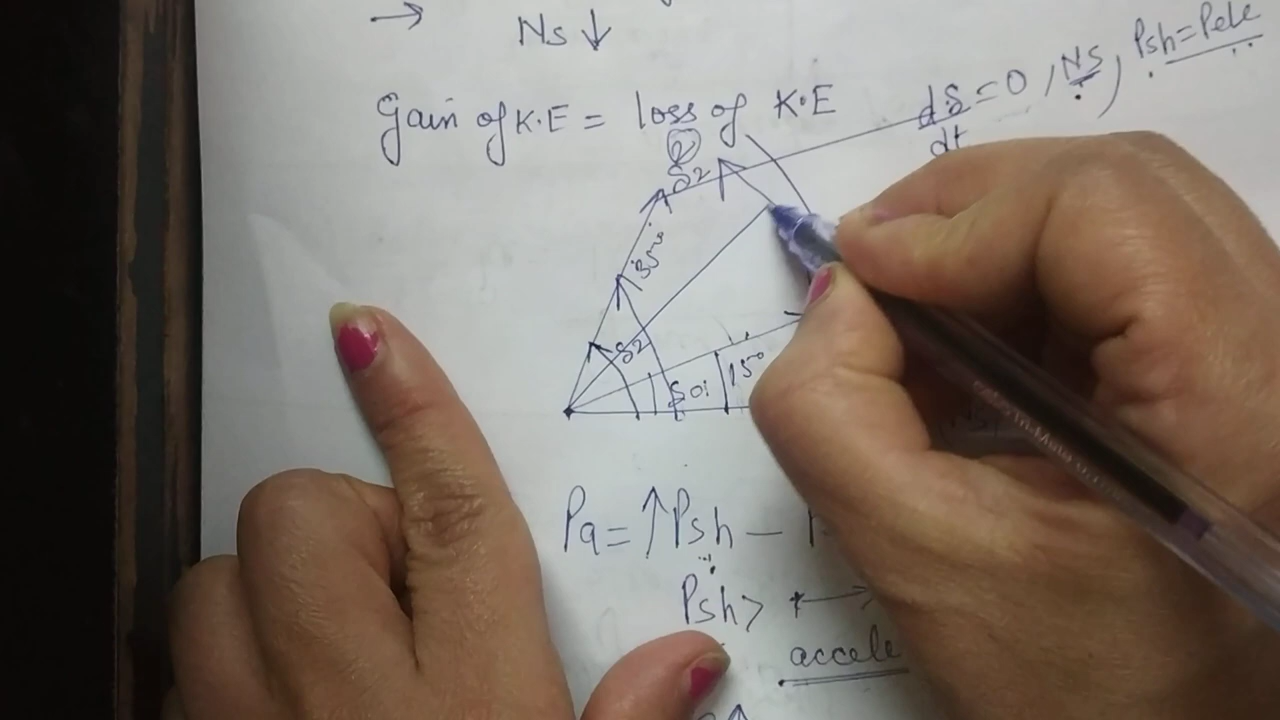 → Ns ↓
Gain of K.E = loss of K.E
dδ/dt = 0, Ns, Psh = Pele
②
δ2
35°
δ2
δ01
15°
Pa = ↑Psh –
Psh >
accele